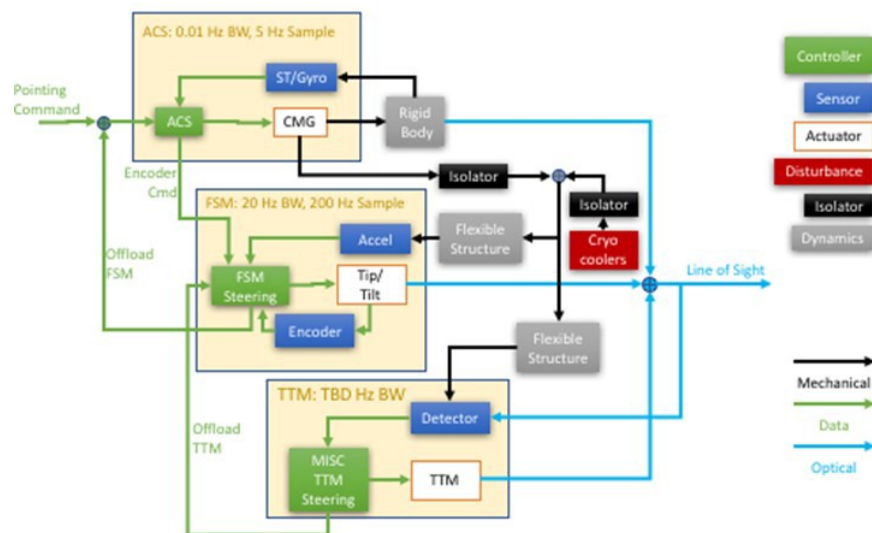 ACS: 0.01 Hz BW, 5 Hz Sample
ST/Gyro
Pointing
Command
ACS
CMG
Rigid
Body
Encoder
Cmd
Isolator
Isolator
Cryo
coolers
FSM: 20 Hz BW, 200 Hz Sample
Accel
Flexible
Structure
Offload
FSM
FSM
Steering
Tip/
Tilt
Encoder
Line of Sight
Flexible
Structure
TTM: TBD Hz BW
Detector
Offload
TTM
MISC
TTM
Steering
TTM
Controller
Sensor
Actuator
Disturbance
Isolator
Dynamics
Mechanical
Data
Optical